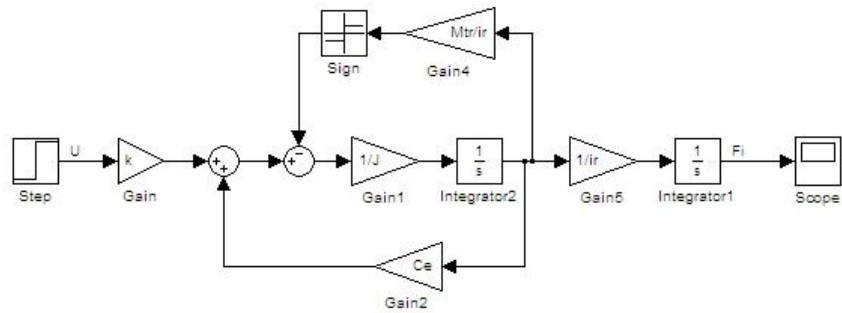 Mtr/ir
Sign
Gain4
U
k
+
+
+
−
1/J
1
s
1/ir
1
s
Fi
Step
Gain
Gain1
Integrator2
Gain5
Integrator1
Scope
Ce
Gain2